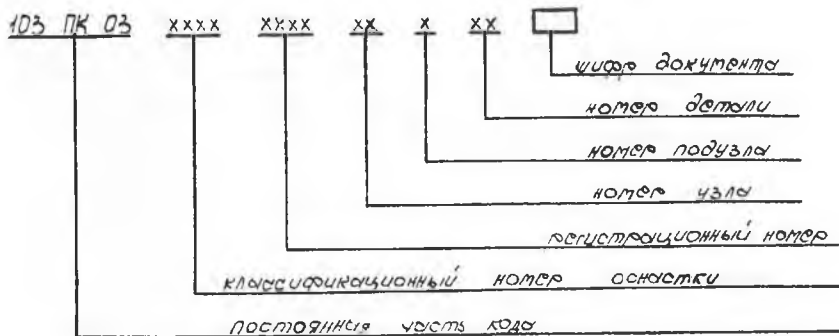 103 ПК 03 хххх хххх хх х хх
шифр документа
номер детали
номер подузла
номер узла
регистрационный номер
классификационный номер оснастки
постоянная часть кода